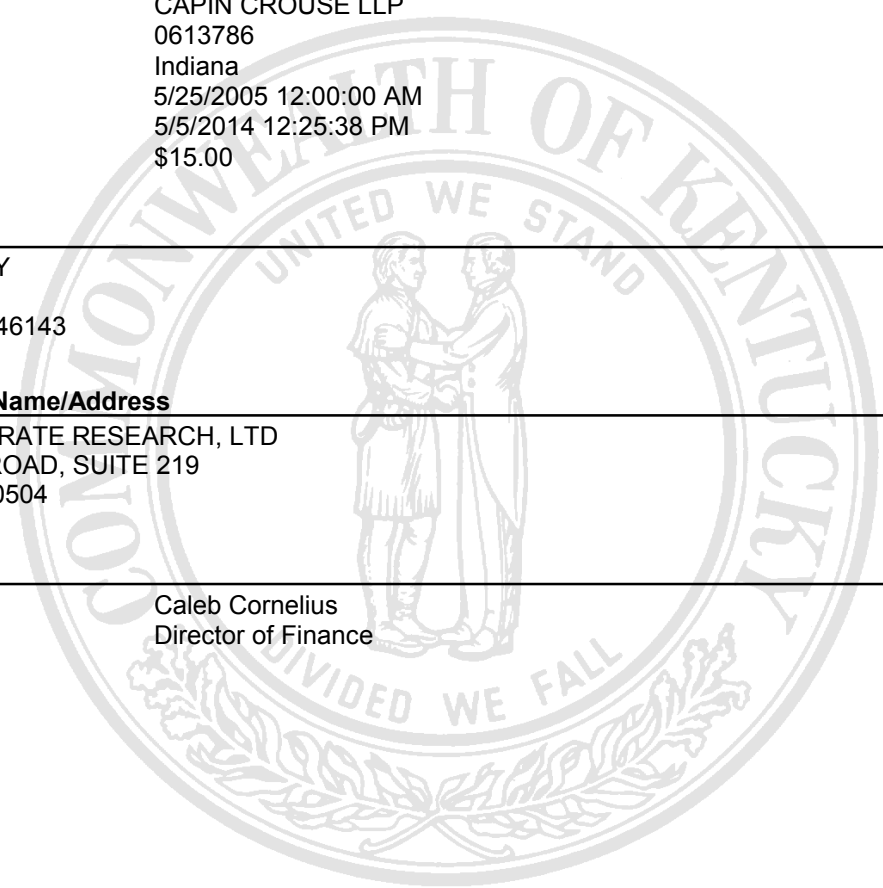 CAPIN CROUSE LLP
0613786
Indiana
5/25/2005 12:00:00 AM
5/5/2014 12:25:38 PM
$15.00
Y
46143
Name/Address
RATE RESEARCH, LTD
ROAD, SUITE 219
0504
Caleb Cornelius
Director of Finance
COMMONWEALTH OF KENTUCKY
UNITED WE STAND
DIVIDED WE FALL